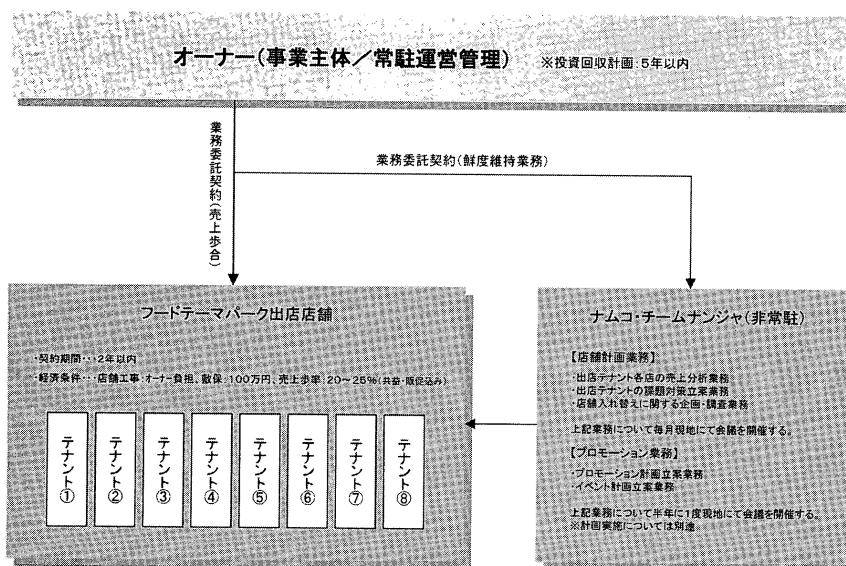 オーナー(事業主体／常駐運営管理)　※投資回収計画:5年以内
業務委託契約(売上歩合)
業務委託契約(鮮度維持業務)
フードテーマパーク出店店舗
・契約期間・・・2年以内
・経済条件・・・店舗工事:オーナー負担、敷保:100万円、売上歩率:20～25%(共益・販促込み)
テナント①
テナント②
テナント③
テナント④
テナント⑤
テナント⑥
テナント⑦
テナント⑧
ナムコ・チームナンジャ(非常駐)
【店舗計画業務】
・出店テナント各店の売上分析業務
・出店テナントの課題対策立案業務
・店舗入れ替えに関する企画・調査業務
上記業務について毎月現地にて会議を開催する。
【プロモーション業務】
・プロモーション計画立案業務
・イベント計画立案業務
上記業務について半年に1度現地にて会議を開催する。
※計画実施については別途